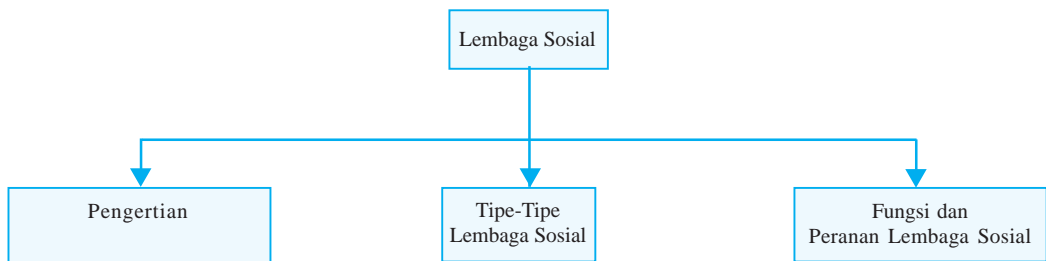 Lembaga Sosial
Pengertian
Tipe-Tipe
Lembaga Sosial
Fungsi dan
Peranan Lembaga Sosial